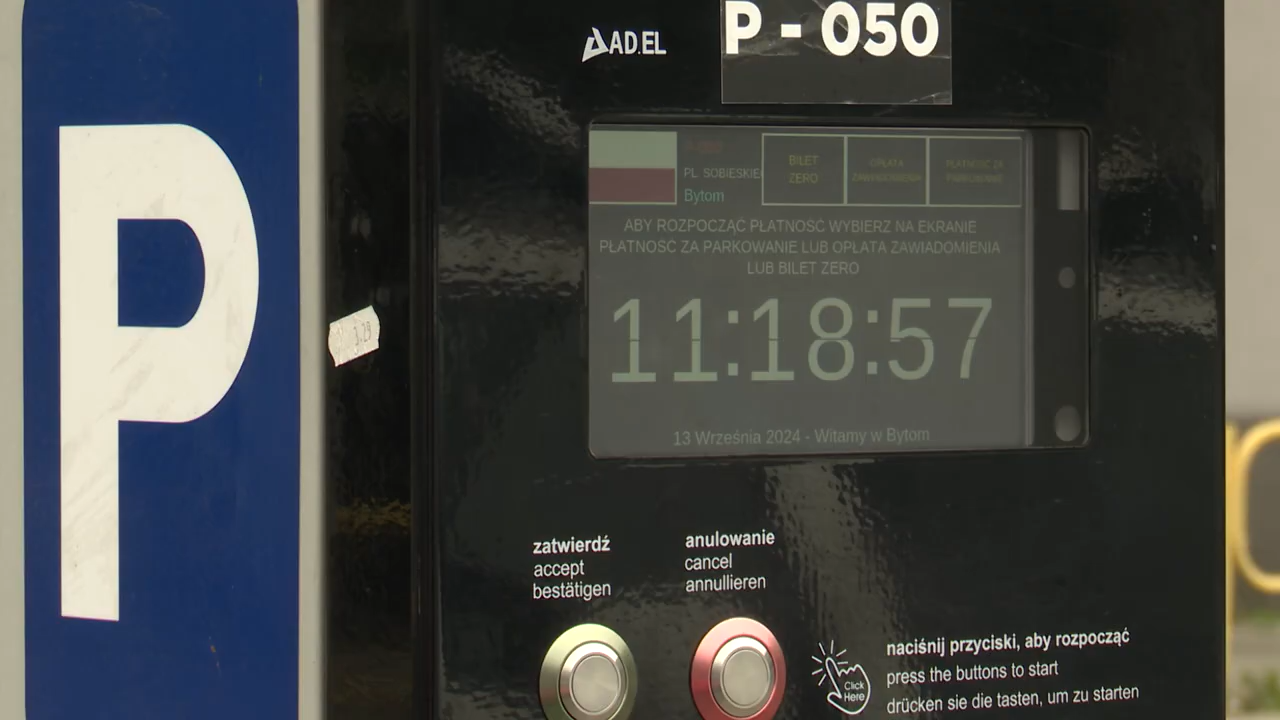 P
AD.EL
P - 050
PL. SOBIESKIE
Bytom
BILET
ZERO
OPŁATA
ZAWIADOMIENIA
PŁATNOŚĆ ZA
PARKOWANIE
ABY ROZPOCZĄĆ PŁATNOŚĆ WYBIERZ NA EKRANIE
PŁATNOŚĆ ZA PARKOWANIE LUB OPŁATA ZAWIADOMIENIA
LUB BILET ZERO
11:18:57
13 Września 2024 - Witamy w Bytom
zatwierdź
accept
bestätigen
anulowanie
cancel
annullieren
Click
Here
naciśnij przyciski, aby rozpocząć
press the buttons to start
drücken sie die tasten, um zu starten